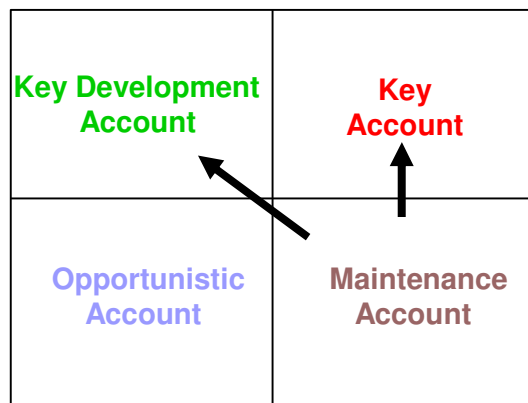 Key Development
Account
Key
Account
Opportunistic
Account
Maintenance
Account